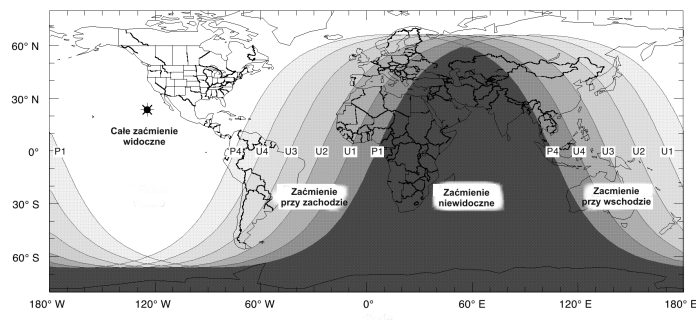 60° N
30° N
0°
30° S
60° S
Całe zaćmienie
widoczne
P1
P4
U4
U3
U2
U1
P1
P4
U4
U3
U2
U1
Zaćmienie
przy zachodzie
Zaćmienie
niewidoczne
Zacmienie
przy wschodzie
180° W
120° W
60° W
0°
60° E
120° E
180° E